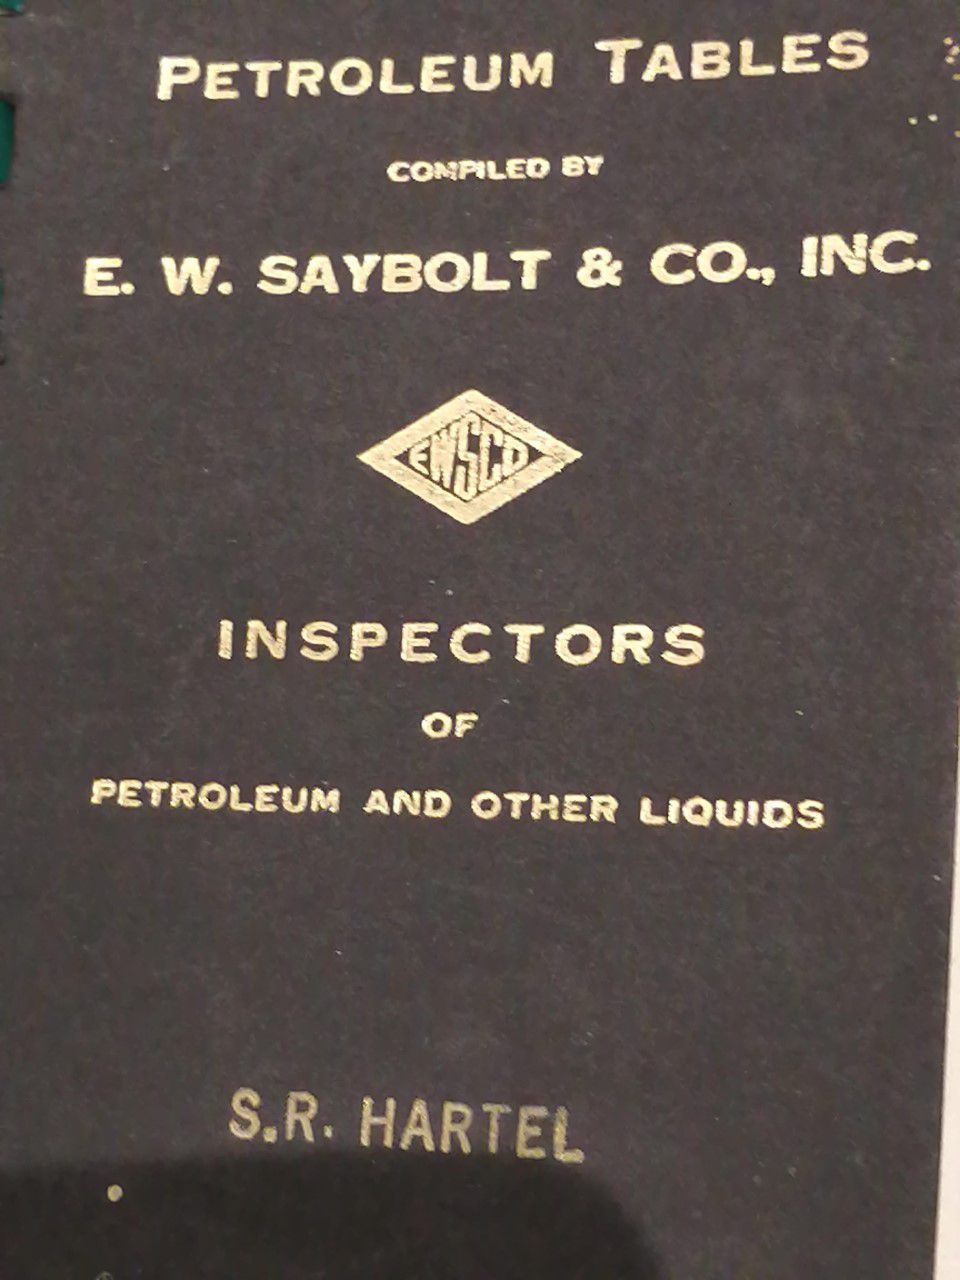 PETROLEUM TABLES
COMPILED BY
E. W. SAYBOLT & CO., INC.
EWSCO
INSPECTORS
OF
PETROLEUM AND OTHER LIQUIDS
S.R. HARTEL